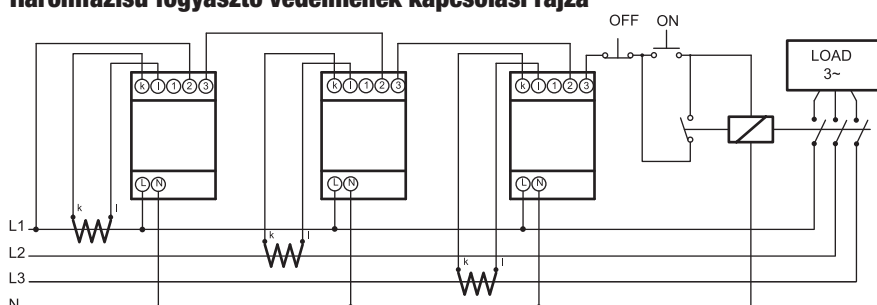 Háromfázisú fogyasztó védelmének kapcsolási rajza
OFF ON
LOAD
3~
k l 1 2 3
k l 1 2 3
k l 1 2 3
L N
L N
L N
L1
k l
L2
k l
L3
k l
N